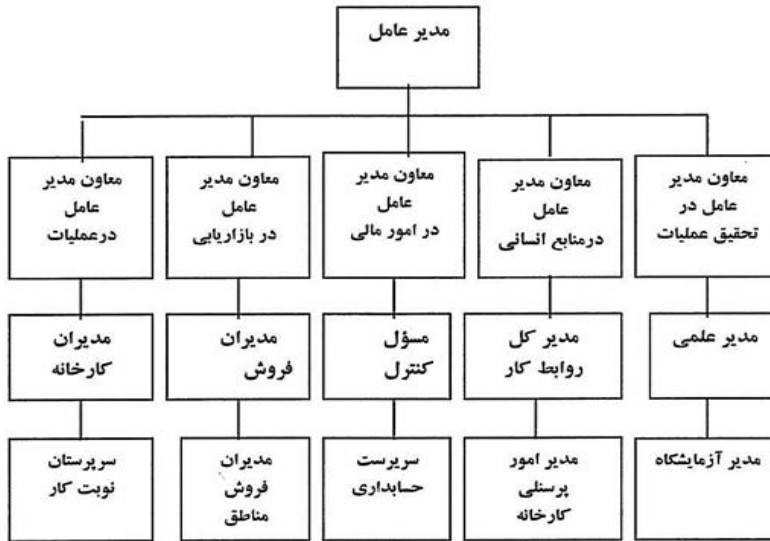 مدیر عامل
معاون مدیر
عامل در
تحقیق عملیات
معاون مدیر
عامل
درمنابع انسانی
معاون مدیر
عامل
در امور مالی
معاون مدیر
عامل
در بازاریابی
معاون مدیر
عامل
درعملیات
مدیر علمی
مدیر کل
روابط کار
مسؤل
کنترل
مدیران
فروش
مدیران
کارخانه
مدیر آزمایشگاه
مدیر امور
پرسنلی
کارخانه
سرپرست
حسابداری
مدیران
فروش
مناطق
سرپرستان
نوبت کار